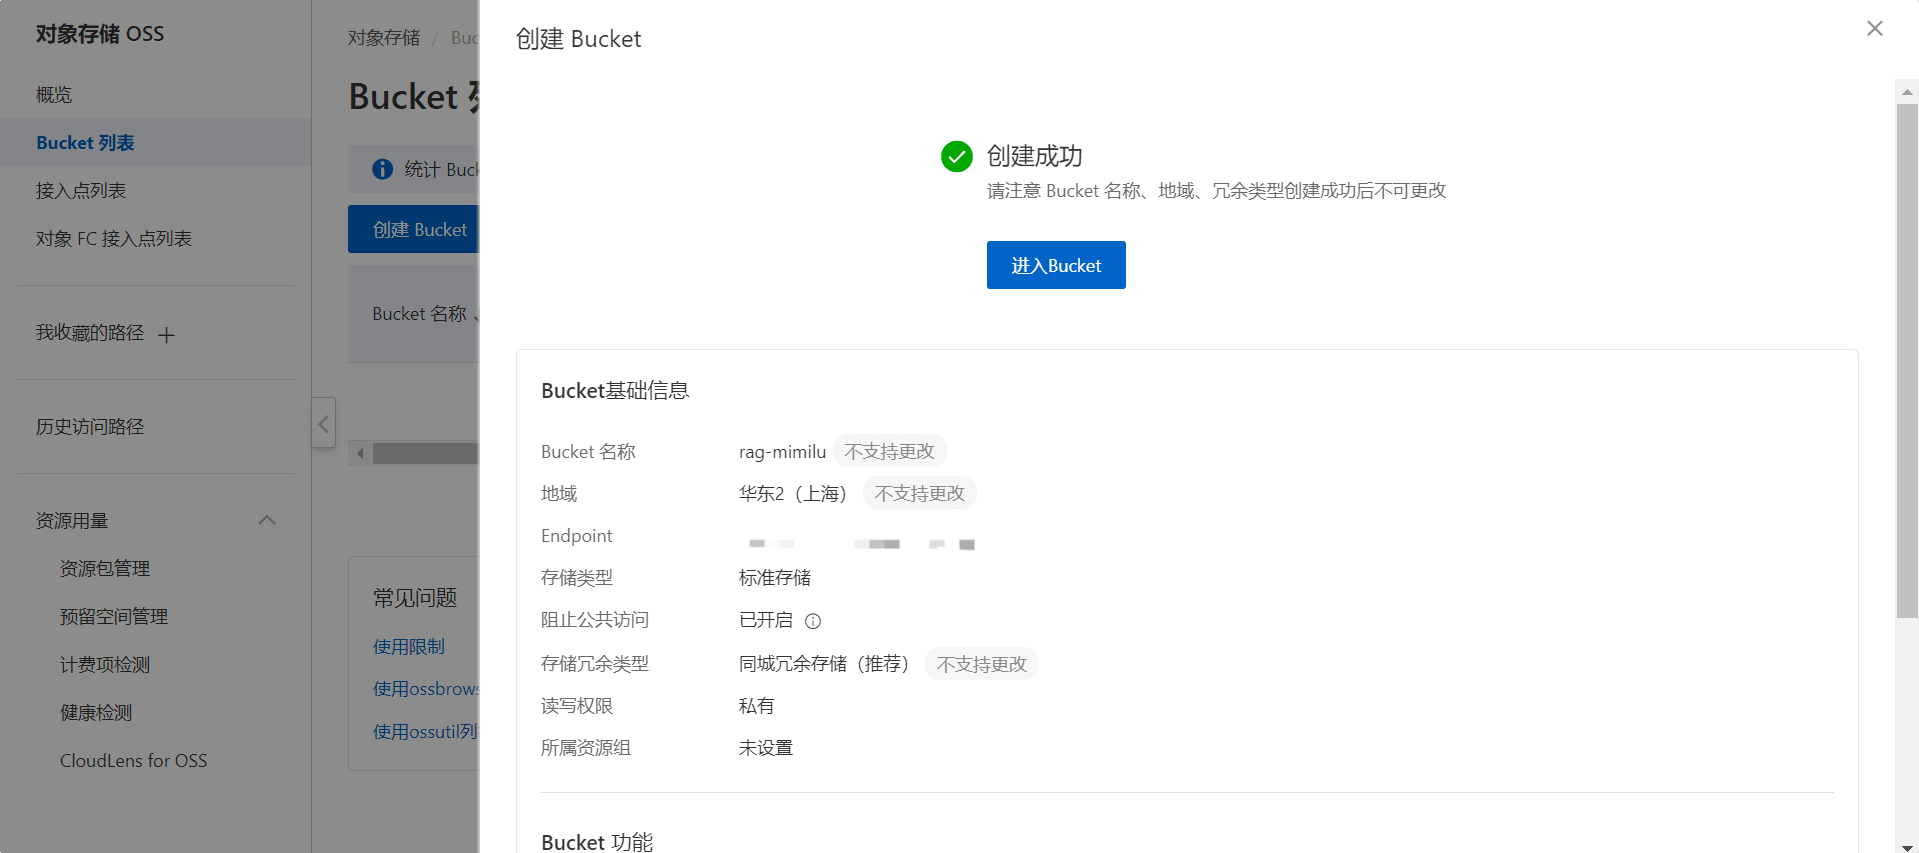 对象存储 OSS
概览
Bucket 列表
接入点列表
对象 FC 接入点列表
我收藏的路径
历史访问路径
资源用量
资源包管理
预留空间管理
计费项检测
健康检测
CloudLens for OSS
对象存储 / Buc
Bucket
统计 Buck
创建 Bucket
Bucket 名称
常见问题
使用限制
使用ossbrows
使用ossutil列
创建 Bucket
创建成功
请注意 Bucket 名称、地域、冗余类型创建成功后不可更改
进入Bucket
Bucket基础信息
Bucket 名称 rag-mimilu 不支持更改
地域 华东2（上海） 不支持更改
Endpoint
存储类型 标准存储
阻止公共访问 已开启
存储冗余类型 同城冗余存储（推荐） 不支持更改
读写权限 私有
所属资源组 未设置
Bucket 功能